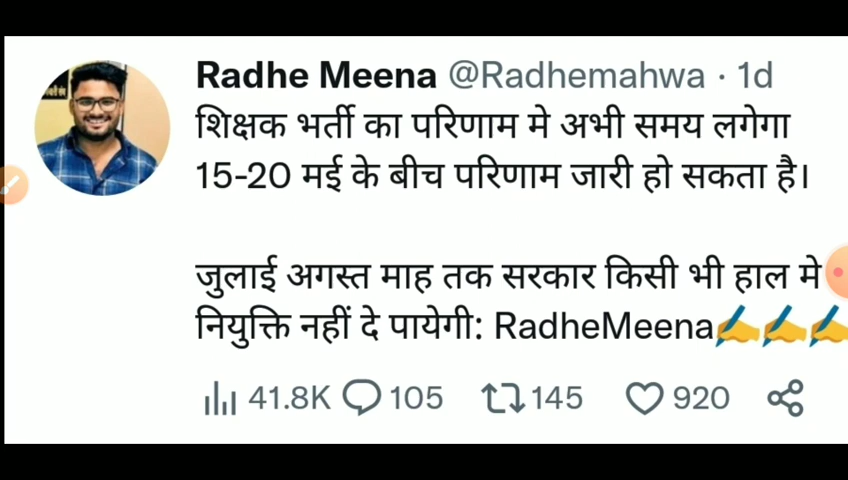 Radhe Meena @Radhemahwa · 1d
शिक्षक भर्ती का परिणाम मे अभी समय लगेगा
15-20 मई के बीच परिणाम जारी हो सकता है।
जुलाई अगस्त माह तक सरकार किसी भी हाल मे
नियुक्ति नहीं दे पायेगी: RadheMeena✍️✍️✍️
41.8K 105 145 920